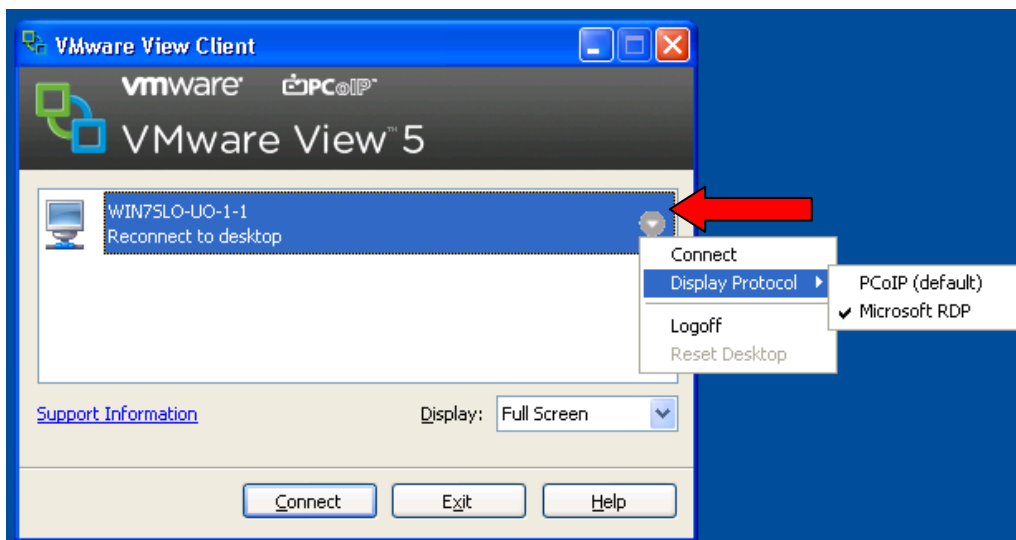 VMware View Client
vmware PCoIP
VMware View™ 5
WIN7SLO-UO-1-1
Reconnect to desktop
Connect
Display Protocol
PCoIP (default)
Microsoft RDP
Logoff
Reset Desktop
Support Information
Display: Full Screen
Connect Exit Help